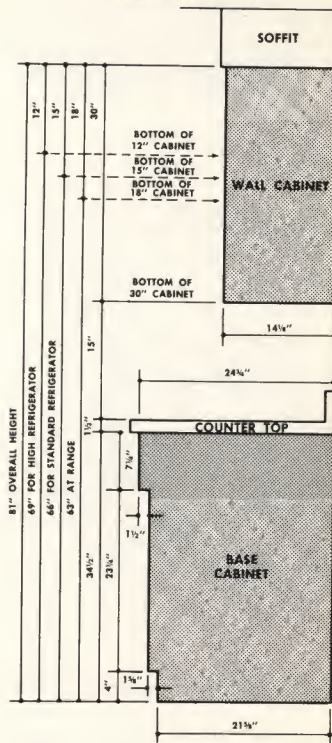 SOFFIT
12"
15"
18"
30"
BOTTOM OF
12" CABINET
BOTTOM OF
15" CABINET
BOTTOM OF
18" CABINET
WALL CABINET
BOTTOM OF
30" CABINET
14⅛"
15"
24¾"
1½"
COUNTER TOP
7¼"
1½"
81" OVERALL HEIGHT
69" FOR HIGH REFRIGERATOR
66" FOR STANDARD REFRIGERATOR
63" AT RANGE
34½"
23¼"
BASE
CABINET
4"
1⅝"
21⅝"